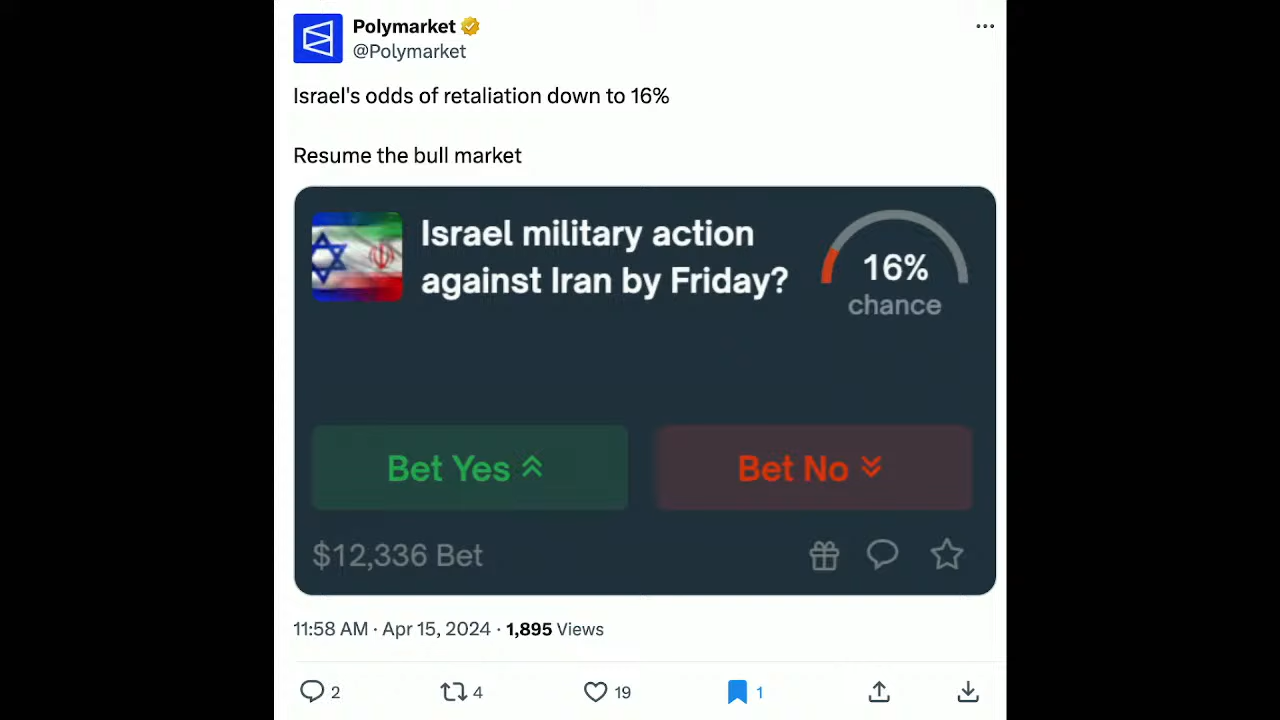 Polymarket
@Polymarket
Israel's odds of retaliation down to 16%
Resume the bull market
Israel military action
against Iran by Friday?
16%
chance
Bet Yes
Bet No
$12,336 Bet
11:58 AM · Apr 15, 2024 · 1,895 Views
2
4
19
1